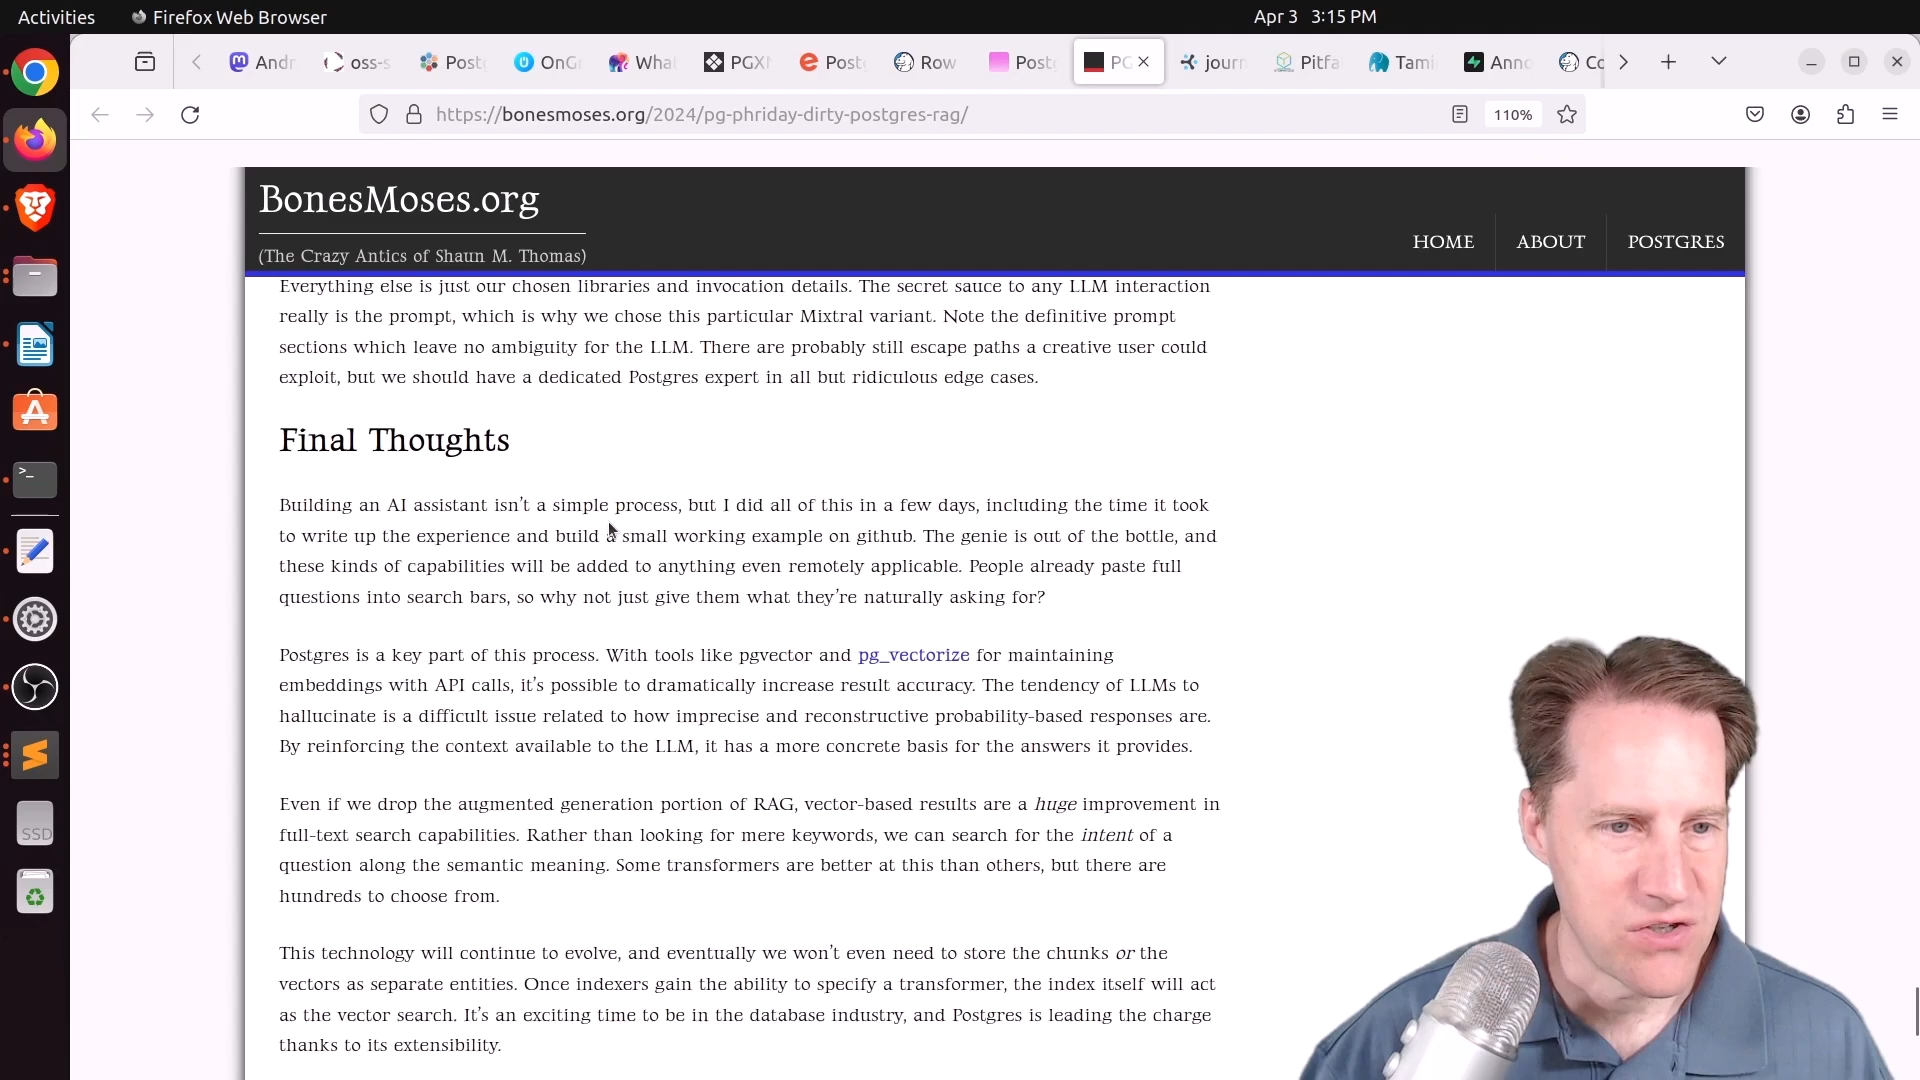 Activities
Firefox Web Browser
Apr 3 3:15 PM
And
oss-s
Post
OnG
Wha
PGX
Post
Row
Post
PG
journ
Pitfa
Tami
Anno
Co
https://bonesmoses.org/2024/pg-phriday-dirty-postgres-rag/
110%
BonesMoses.org
(The Crazy Antics of Shaun M. Thomas)
HOME
ABOUT
POSTGRES
Everything else is just our chosen libraries and invocation details. The secret sauce to any LLM interaction
really is the prompt, which is why we chose this particular Mixtral variant. Note the definitive prompt
sections which leave no ambiguity for the LLM. There are probably still escape paths a creative user could
exploit, but we should have a dedicated Postgres expert in all but ridiculous edge cases.
Final Thoughts
Building an AI assistant isn't a simple process, but I did all of this in a few days, including the time it took
to write up the experience and build a small working example on github. The genie is out of the bottle, and
these kinds of capabilities will be added to anything even remotely applicable. People already paste full
questions into search bars, so why not just give them what they're naturally asking for?
Postgres is a key part of this process. With tools like pgvector and pg_vectorize for maintaining
embeddings with API calls, it's possible to dramatically increase result accuracy. The tendency of LLMs to
hallucinate is a difficult issue related to how imprecise and reconstructive probability-based responses are.
By reinforcing the context available to the LLM, it has a more concrete basis for the answers it provides.
Even if we drop the augmented generation portion of RAG, vector-based results are a huge improvement in
full-text search capabilities. Rather than looking for mere keywords, we can search for the intent of a
question along the semantic meaning. Some transformers are better at this than others, but there are
hundreds to choose from.
This technology will continue to evolve, and eventually we won't even need to store the chunks or the
vectors as separate entities. Once indexers gain the ability to specify a transformer, the index itself will act
as the vector search. It's an exciting time to be in the database industry, and Postgres is leading the charge
thanks to its extensibility.
SSD